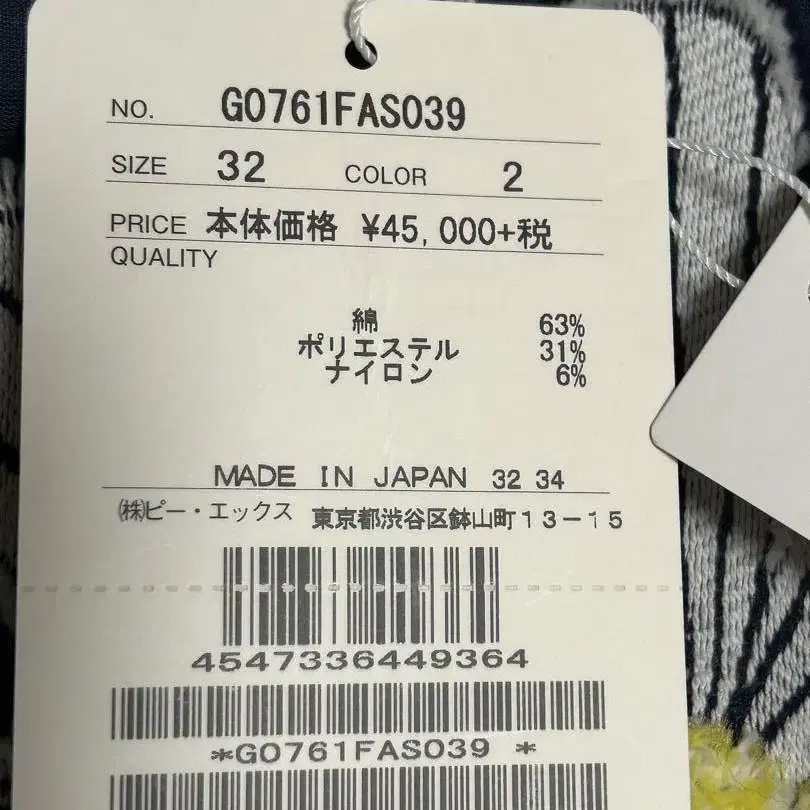 NO. G0761FAS039
SIZE 32 COLOR 2
PRICE 本体価格 ¥45,000+税
QUALITY
綿 63%
ポリエステル 31%
ナイロン 6%
MADE IN JAPAN 32 34
㈱ピー・エックス 東京都渋谷区鉢山町13-15
4547336449364
*G0761FAS039 *